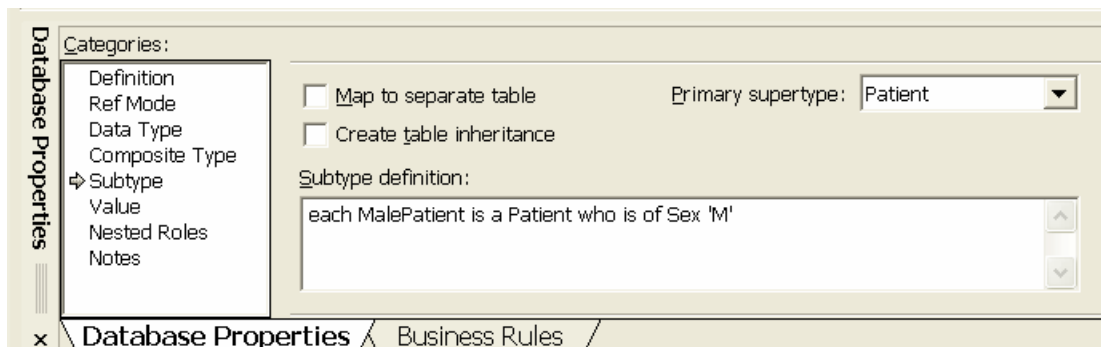 Database Properties
Categories:
Definition
Ref Mode
Data Type
Composite Type
Subtype
Value
Nested Roles
Notes
Map to separate table
Primary supertype: Patient
Create table inheritance
Subtype definition:
each MalePatient is a Patient who is of Sex 'M'
Database Properties
Business Rules